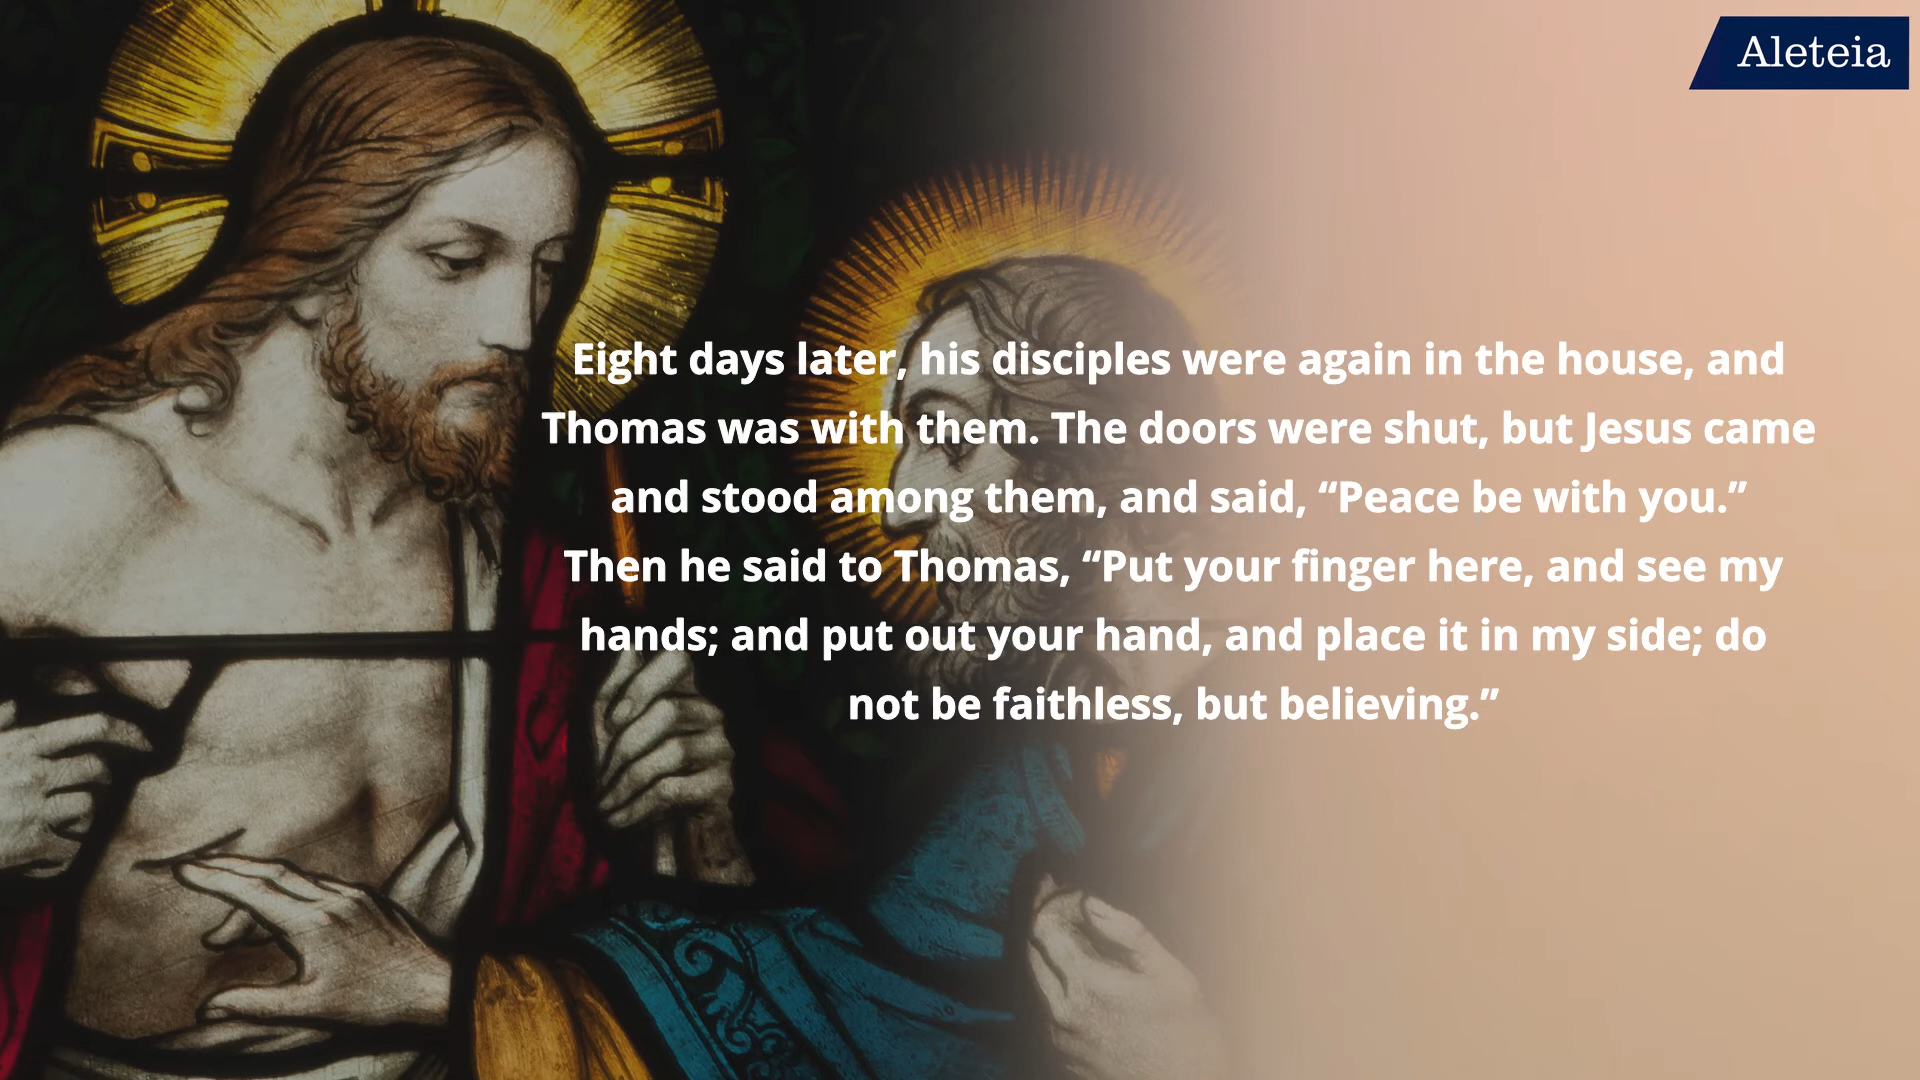 Aleteia
Eight days later, his disciples were again in the house, and
Thomas was with them. The doors were shut, but Jesus came
and stood among them, and said, “Peace be with you.”
Then he said to Thomas, “Put your finger here, and see my
hands; and put out your hand, and place it in my side; do
not be faithless, but believing.”